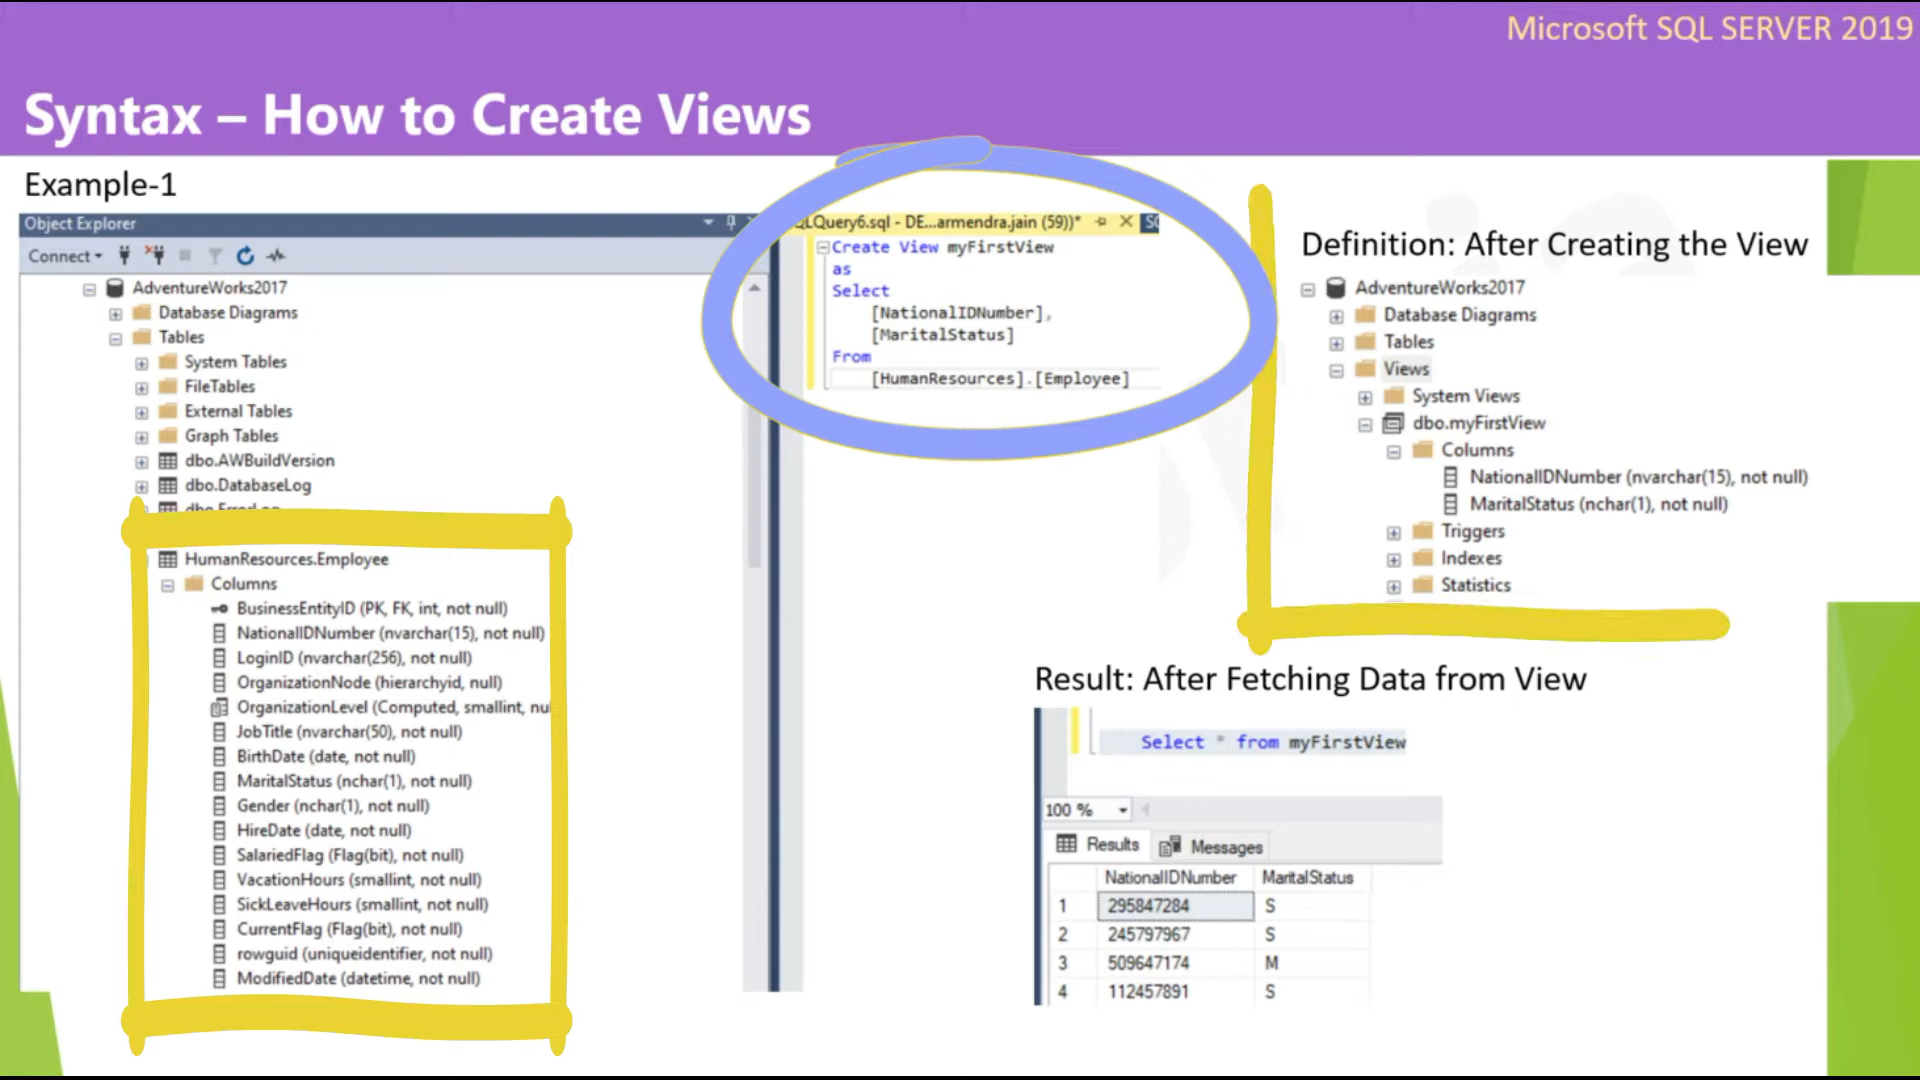 Microsoft SQL SERVER 2019
Syntax – How to Create Views
Example-1
Object Explorer
Connect
AdventureWorks2017
Database Diagrams
Tables
System Tables
FileTables
External Tables
Graph Tables
dbo.AWBuildVersion
dbo.DatabaseLog
dbo.ErrorLog
HumanResources.Employee
Columns
BusinessEntityID (PK, FK, int, not null)
NationalIDNumber (nvarchar(15), not null)
LoginID (nvarchar(256), not null)
OrganizationNode (hierarchyid, null)
OrganizationLevel (Computed, smallint, nu
JobTitle (nvarchar(50), not null)
BirthDate (date, not null)
MaritalStatus (nchar(1), not null)
Gender (nchar(1), not null)
HireDate (date, not null)
SalariedFlag (Flag(bit), not null)
VacationHours (smallint, not null)
SickLeaveHours (smallint, not null)
CurrentFlag (Flag(bit), not null)
rowguid (uniqueidentifier, not null)
ModifiedDate (datetime, not null)
LQuery6.sql - DE...armendra.jain (59))*
Create View myFirstView
as
Select
[NationalIDNumber],
[MaritalStatus]
From
[HumanResources].[Employee]
Definition: After Creating the View
AdventureWorks2017
Database Diagrams
Tables
Views
System Views
dbo.myFirstView
Columns
NationalIDNumber (nvarchar(15), not null)
MaritalStatus (nchar(1), not null)
Triggers
Indexes
Statistics
Result: After Fetching Data from View
Select * from myFirstView
100 %
Results Messages
NationalIDNumber MaritalStatus
1 295847284 S
2 245797967 S
3 509647174 M
4 112457891 S